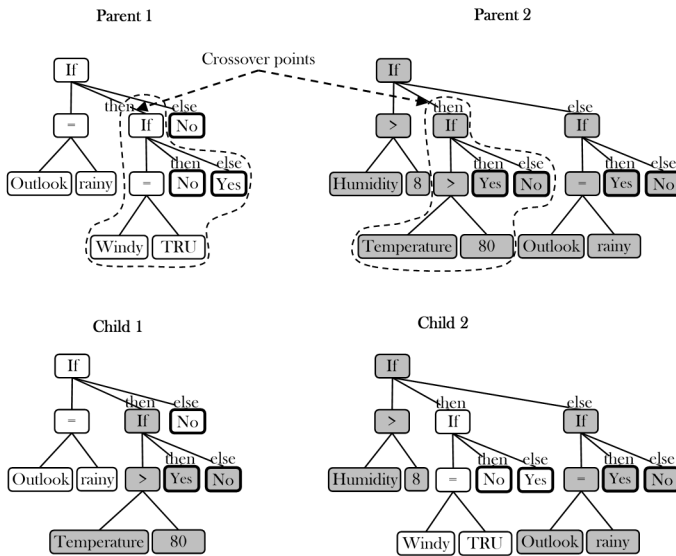 Parent 1 Parent 2
Crossover points
If If
then else then else
= If No > If If
then else then else then else
Outlook rainy = No Yes Humidity 8 > Yes No = Yes No
Windy TRU Temperature 80 Outlook rainy
Child 1 Child 2
If If
then else then else
= If No > If If
then else then else then else
Outlook rainy > Yes No Humidity 8 = No Yes = Yes No
Temperature 80 Windy TRU Outlook rainy